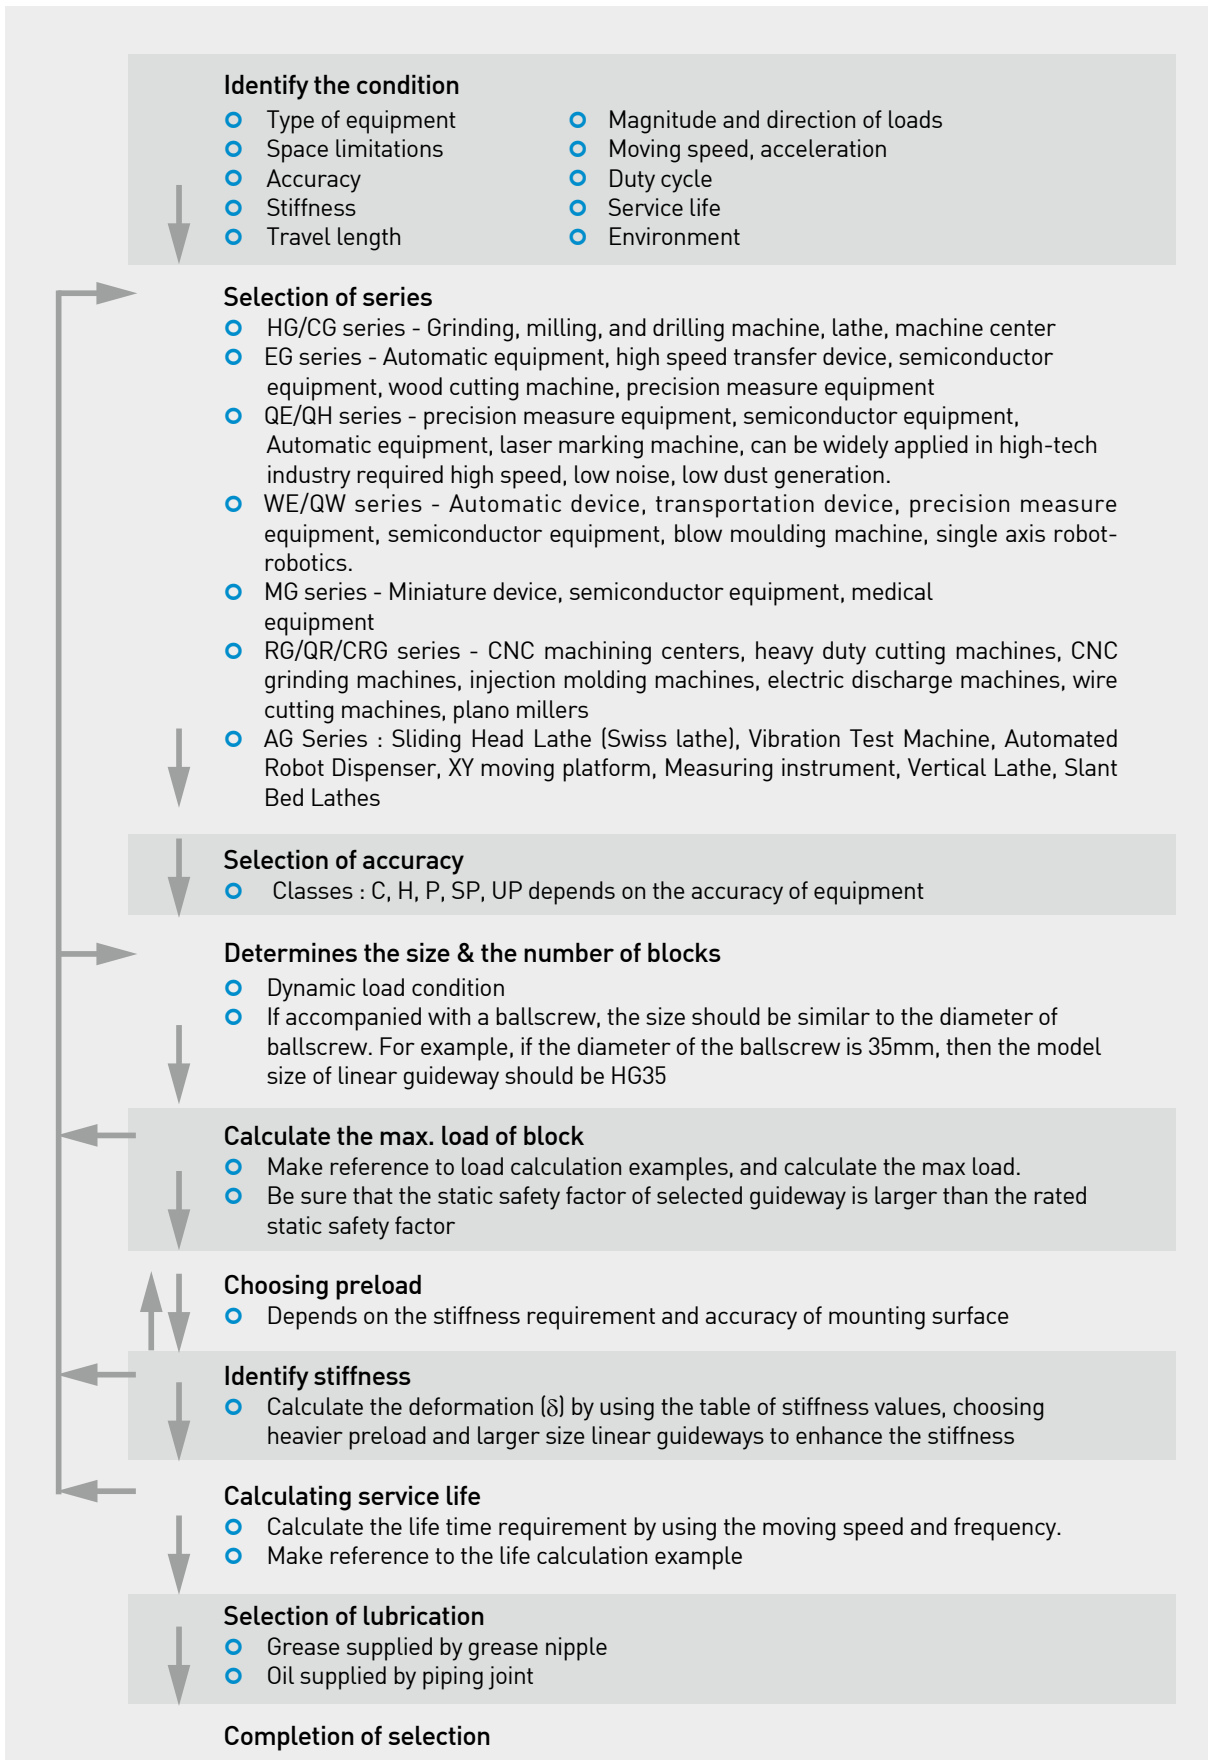 Identify the condition
Type of equipment
Space limitations
Accuracy
Stiffness
Travel length
Magnitude and direction of loads
Moving speed, acceleration
Duty cycle
Service life
Environment
Selection of series
HG/CG series - Grinding, milling, and drilling machine, lathe, machine center
EG series - Automatic equipment, high speed transfer device, semiconductor
equipment, wood cutting machine, precision measure equipment
QE/QH series - precision measure equipment, semiconductor equipment,
Automatic equipment, laser marking machine, can be widely applied in high-tech
industry required high speed, low noise, low dust generation.
WE/QW series - Automatic device, transportation device, precision measure
equipment, semiconductor equipment, blow moulding machine, single axis robot-
robotics.
MG series - Miniature device, semiconductor equipment, medical
equipment
RG/QR/CRG series - CNC machining centers, heavy duty cutting machines, CNC
grinding machines, injection molding machines, electric discharge machines, wire
cutting machines, plano millers
AG Series : Sliding Head Lathe (Swiss lathe), Vibration Test Machine, Automated
Robot Dispenser, XY moving platform, Measuring instrument, Vertical Lathe, Slant
Bed Lathes
Selection of accuracy
Classes : C, H, P, SP, UP depends on the accuracy of equipment
Determines the size & the number of blocks
Dynamic load condition
If accompanied with a ballscrew, the size should be similar to the diameter of
ballscrew. For example, if the diameter of the ballscrew is 35mm, then the model
size of linear guideway should be HG35
Calculate the max. load of block
Make reference to load calculation examples, and calculate the max load.
Be sure that the static safety factor of selected guideway is larger than the rated
static safety factor
Choosing preload
Depends on the stiffness requirement and accuracy of mounting surface
Identify stiffness
Calculate the deformation (δ) by using the table of stiffness values, choosing
heavier preload and larger size linear guideways to enhance the stiffness
Calculating service life
Calculate the life time requirement by using the moving speed and frequency.
Make reference to the life calculation example
Selection of lubrication
Grease supplied by grease nipple
Oil supplied by piping joint
Completion of selection